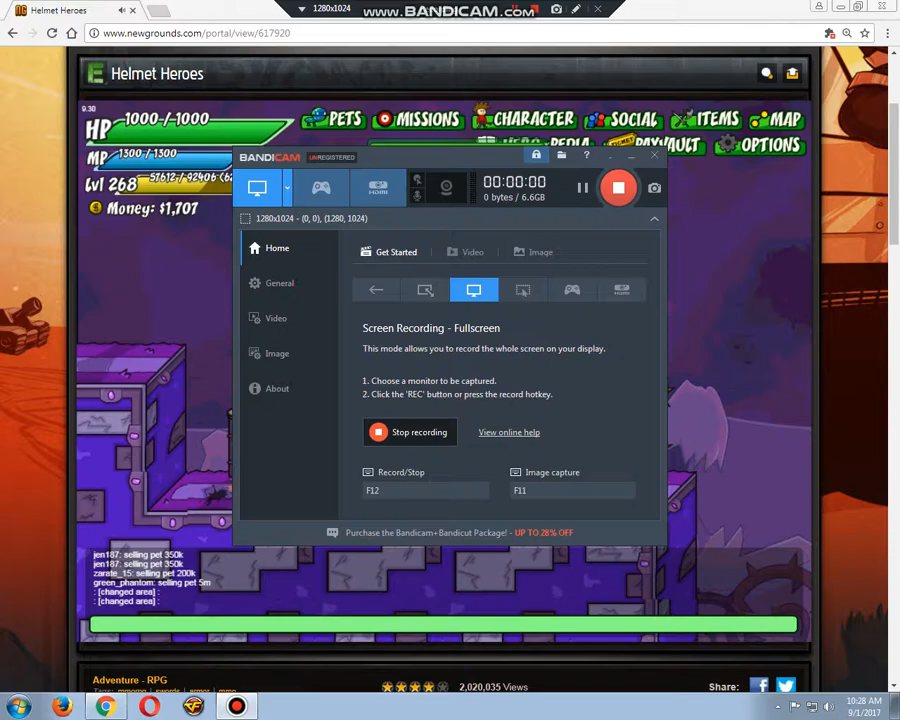 Helmet Heroes
1280x1024
www.BANDICAM.com
www.newgrounds.com/portal/view/617920
Helmet Heroes
9.30
HP 1000-/1000
PETS MISSIONS CHARACTER SOCIAL ITEMS MAP
MP 1300/1300
OPTIONS
Lvl 268
Money: $1,707
BANDICAM UNREGISTERED
00:00:00
0 bytes / 6.6GB
HDMI
1280x1024 - (0, 0), (1280, 1024)
Home
General
Video
Image
About
Get Started Video Image
HDMI
Screen Recording - Fullscreen
This mode allows you to record the whole screen on your display.
1. Choose a monitor to be captured.
2. Click the 'REC' button or press the record hotkey.
Stop recording View online help
Record/Stop Image capture
F12 F11
Purchase the Bandicam+Bandicut Package! - UP TO 28% OFF
jen187: selling pet 350k
jen187: selling pet 350k
zarate_15: selling pet 200k
green_phantom: selling pet 5m
: [changed area] :
: [changed area] :
Adventure - RPG
2,020,035 Views
Share:
10:28 AM
9/1/2017